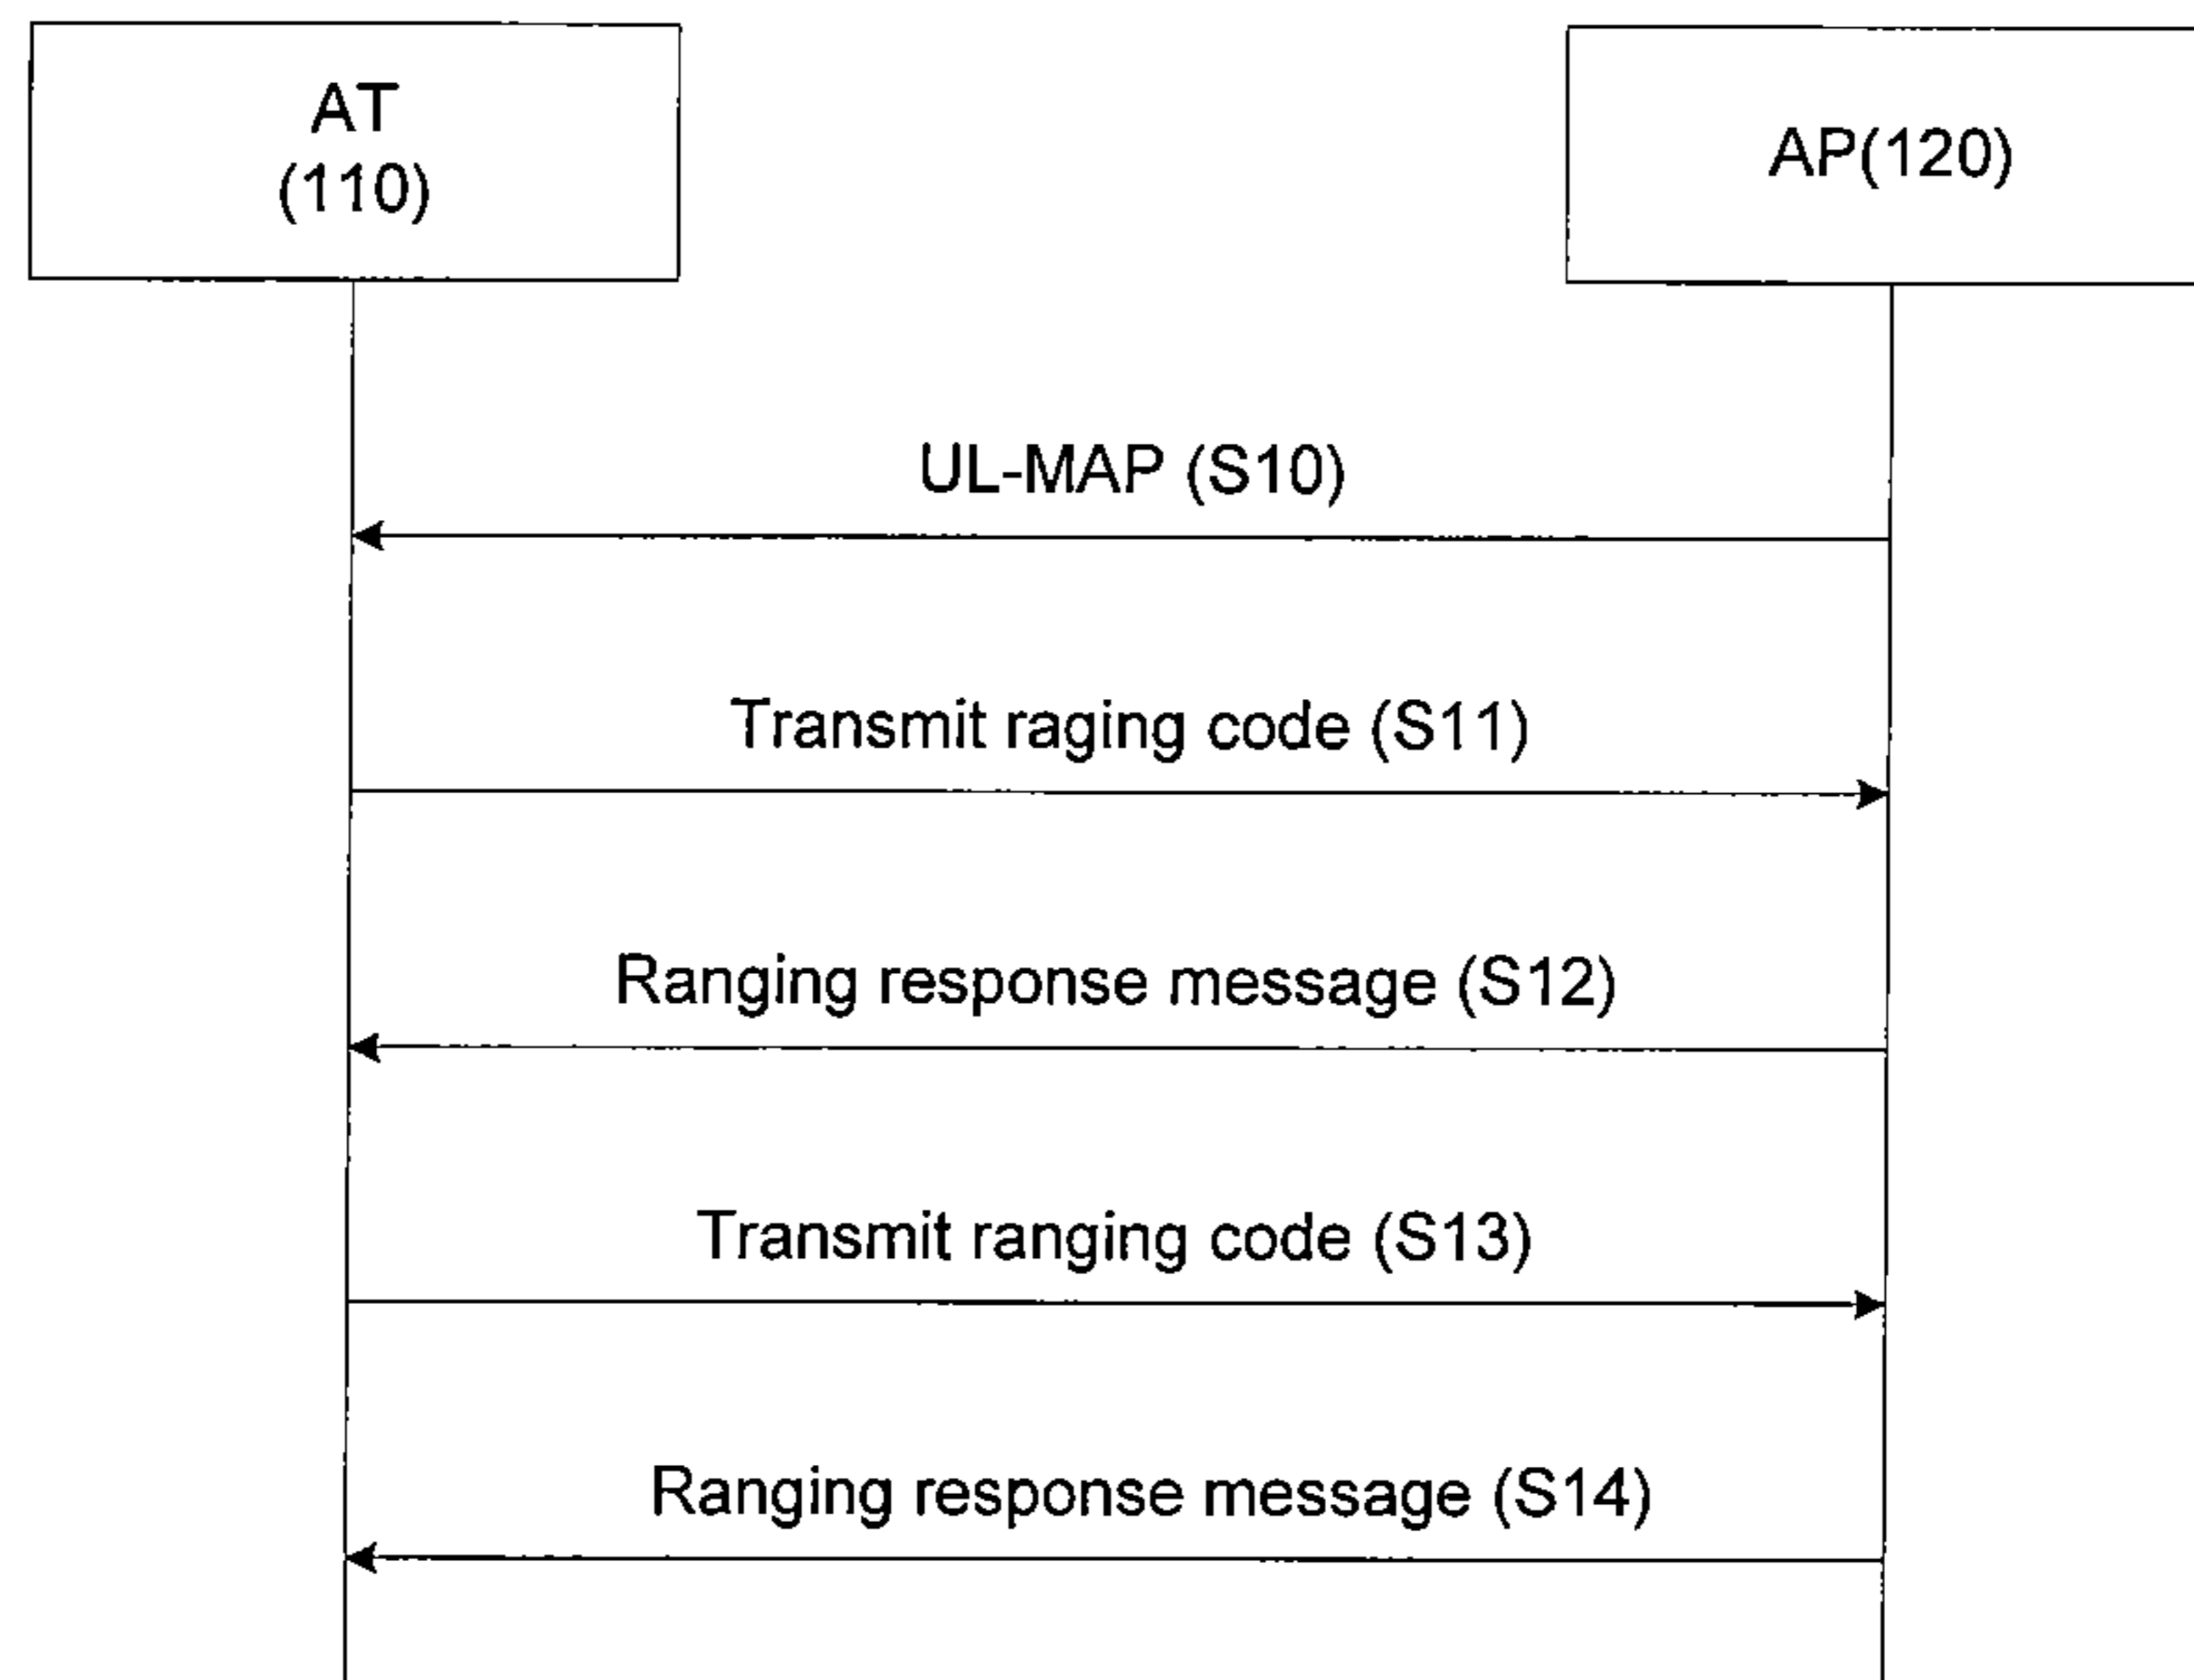 AT
(110)
AP(120)
UL-MAP (S10)
Transmit raging code (S11)
Ranging response message (S12)
Transmit ranging code (S13)
Ranging response message (S14)